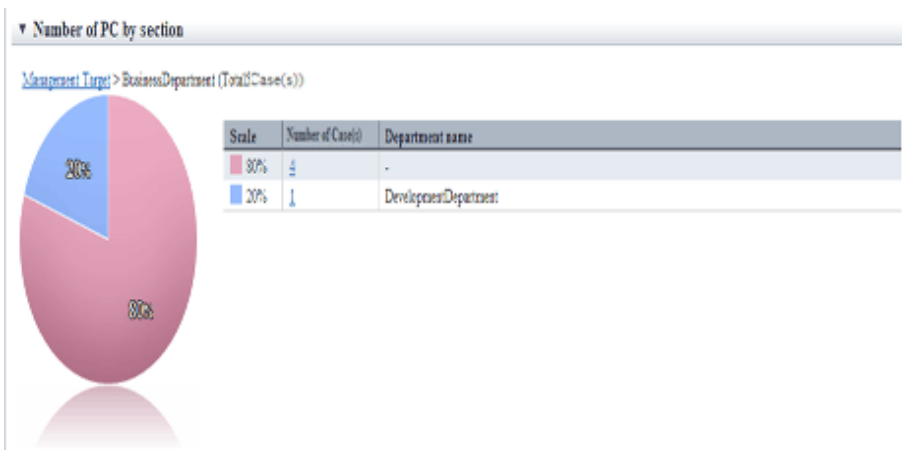 ▼ Number of PC by section
Management Target > BusinessDepartment (Total5Case(s))
20%
80%
Scale Number of Case(s) Department name
80% 4 -
20% 1 DevelopmentDepartment